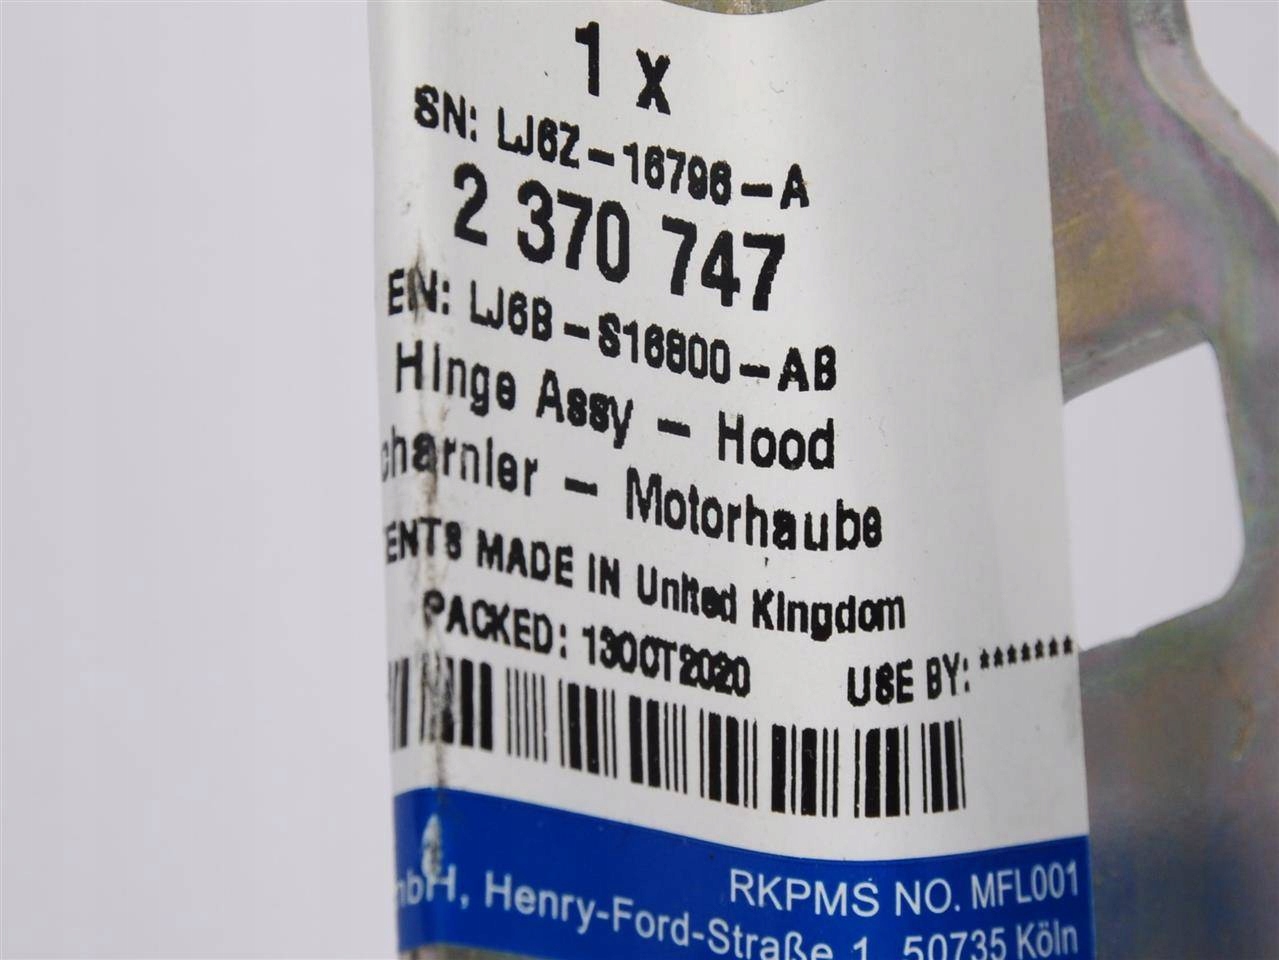 1 x
SN: LJ6Z-16796-A
2 370 747
EN: LJ6B-S16800-AB
Hinge Assy - Hood
charnier - Motorhaube
ENTS MADE IN United Kingdom
PACKED: 13OCT2020 USE BY: *******
RKPMS NO. MFL001
mbH, Henry-Ford-Straße 1, 50735 Köln